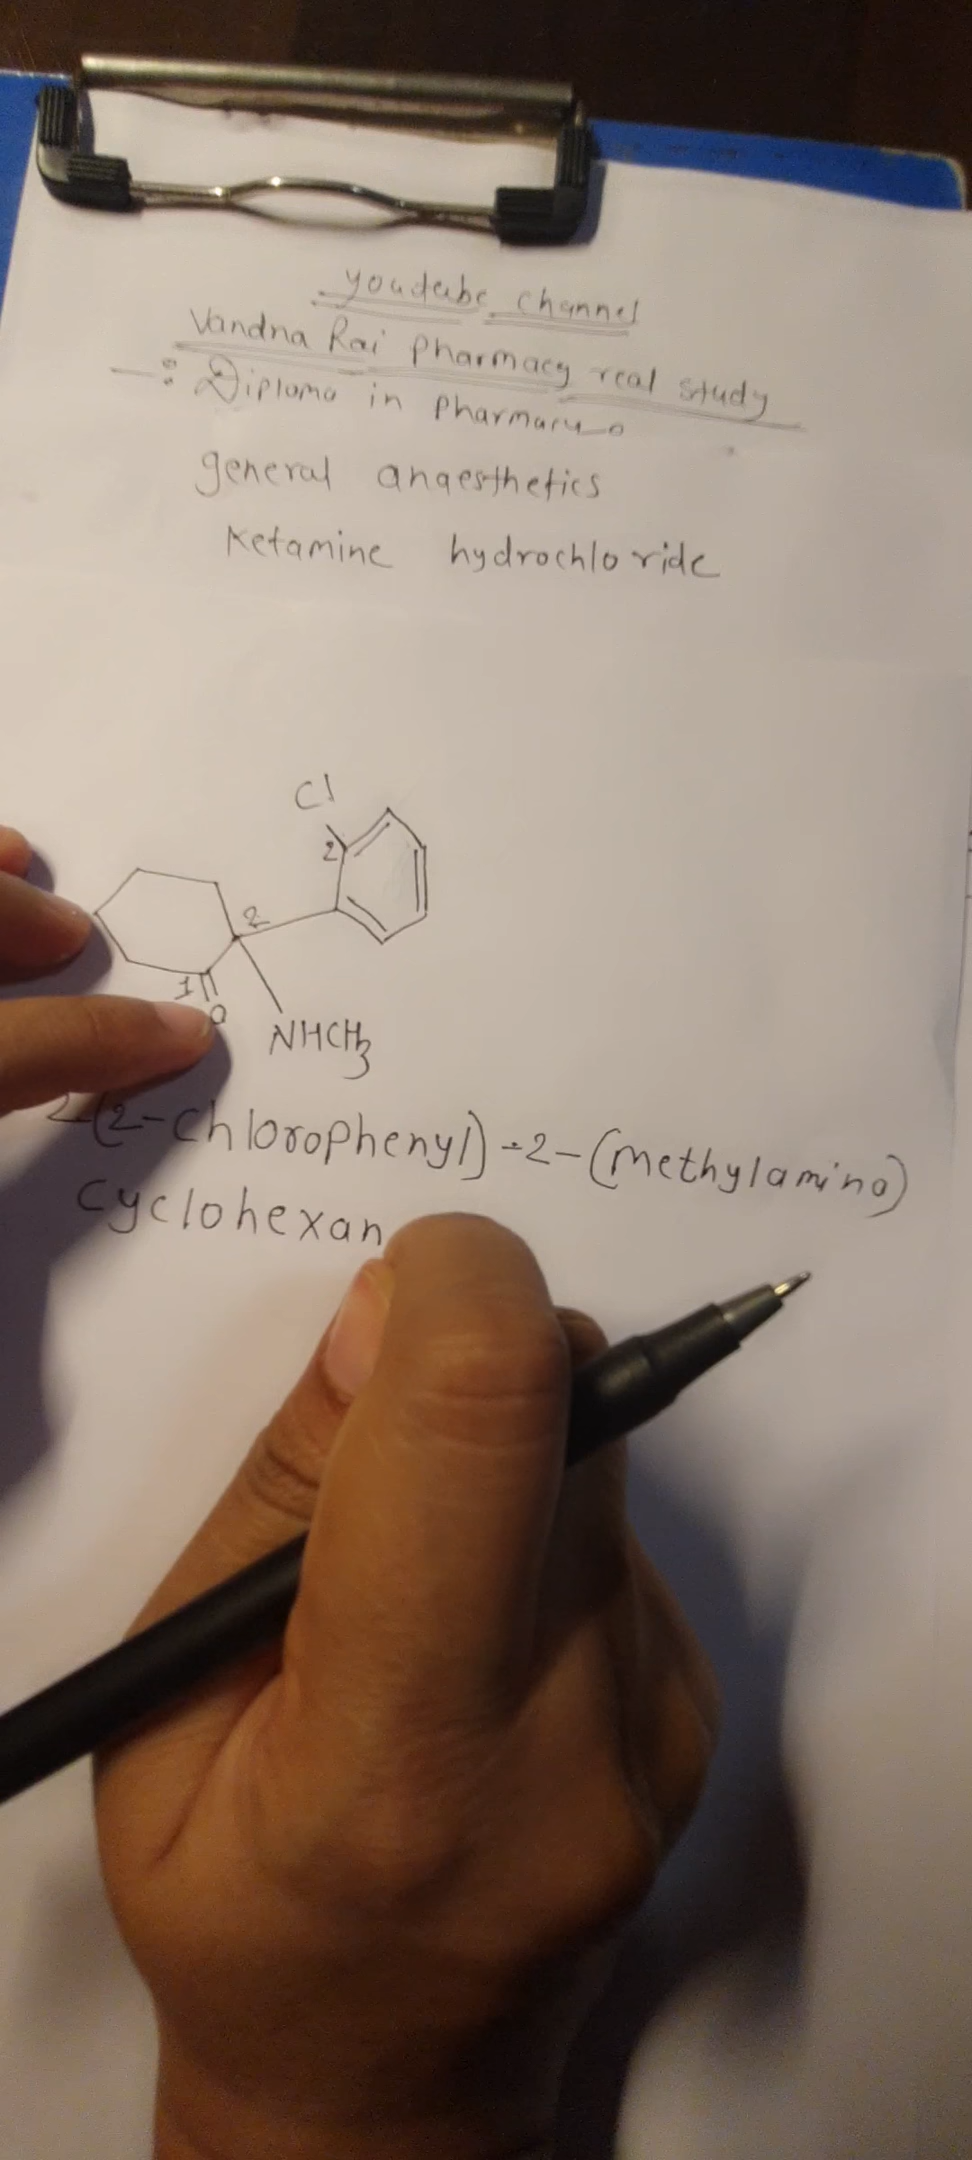 youtube channel
Vandna Rai pharmacy real study
-: Diploma in pharmacy
general anaesthetics
Ketamine hydrochloride
Cl
2
2
1
O
NHCH3
2-(2-chlorophenyl)-2-(methylamino)
cyclohexan